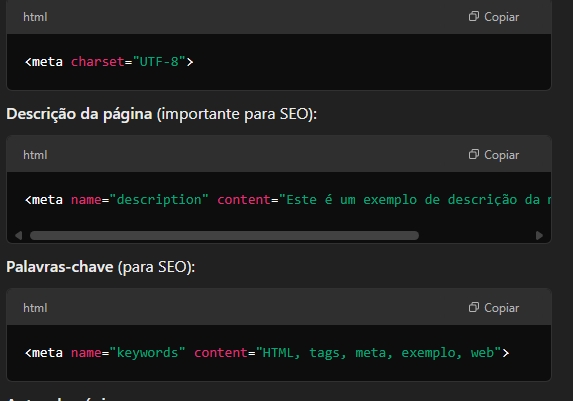 html
Copiar
<meta charset="UTF-8">
Descrição da página (importante para SEO):
html
Copiar
<meta name="description" content="Este é um exemplo de descrição da
Palavras-chave (para SEO):
html
Copiar
<meta name="keywords" content="HTML, tags, meta, exemplo, web">